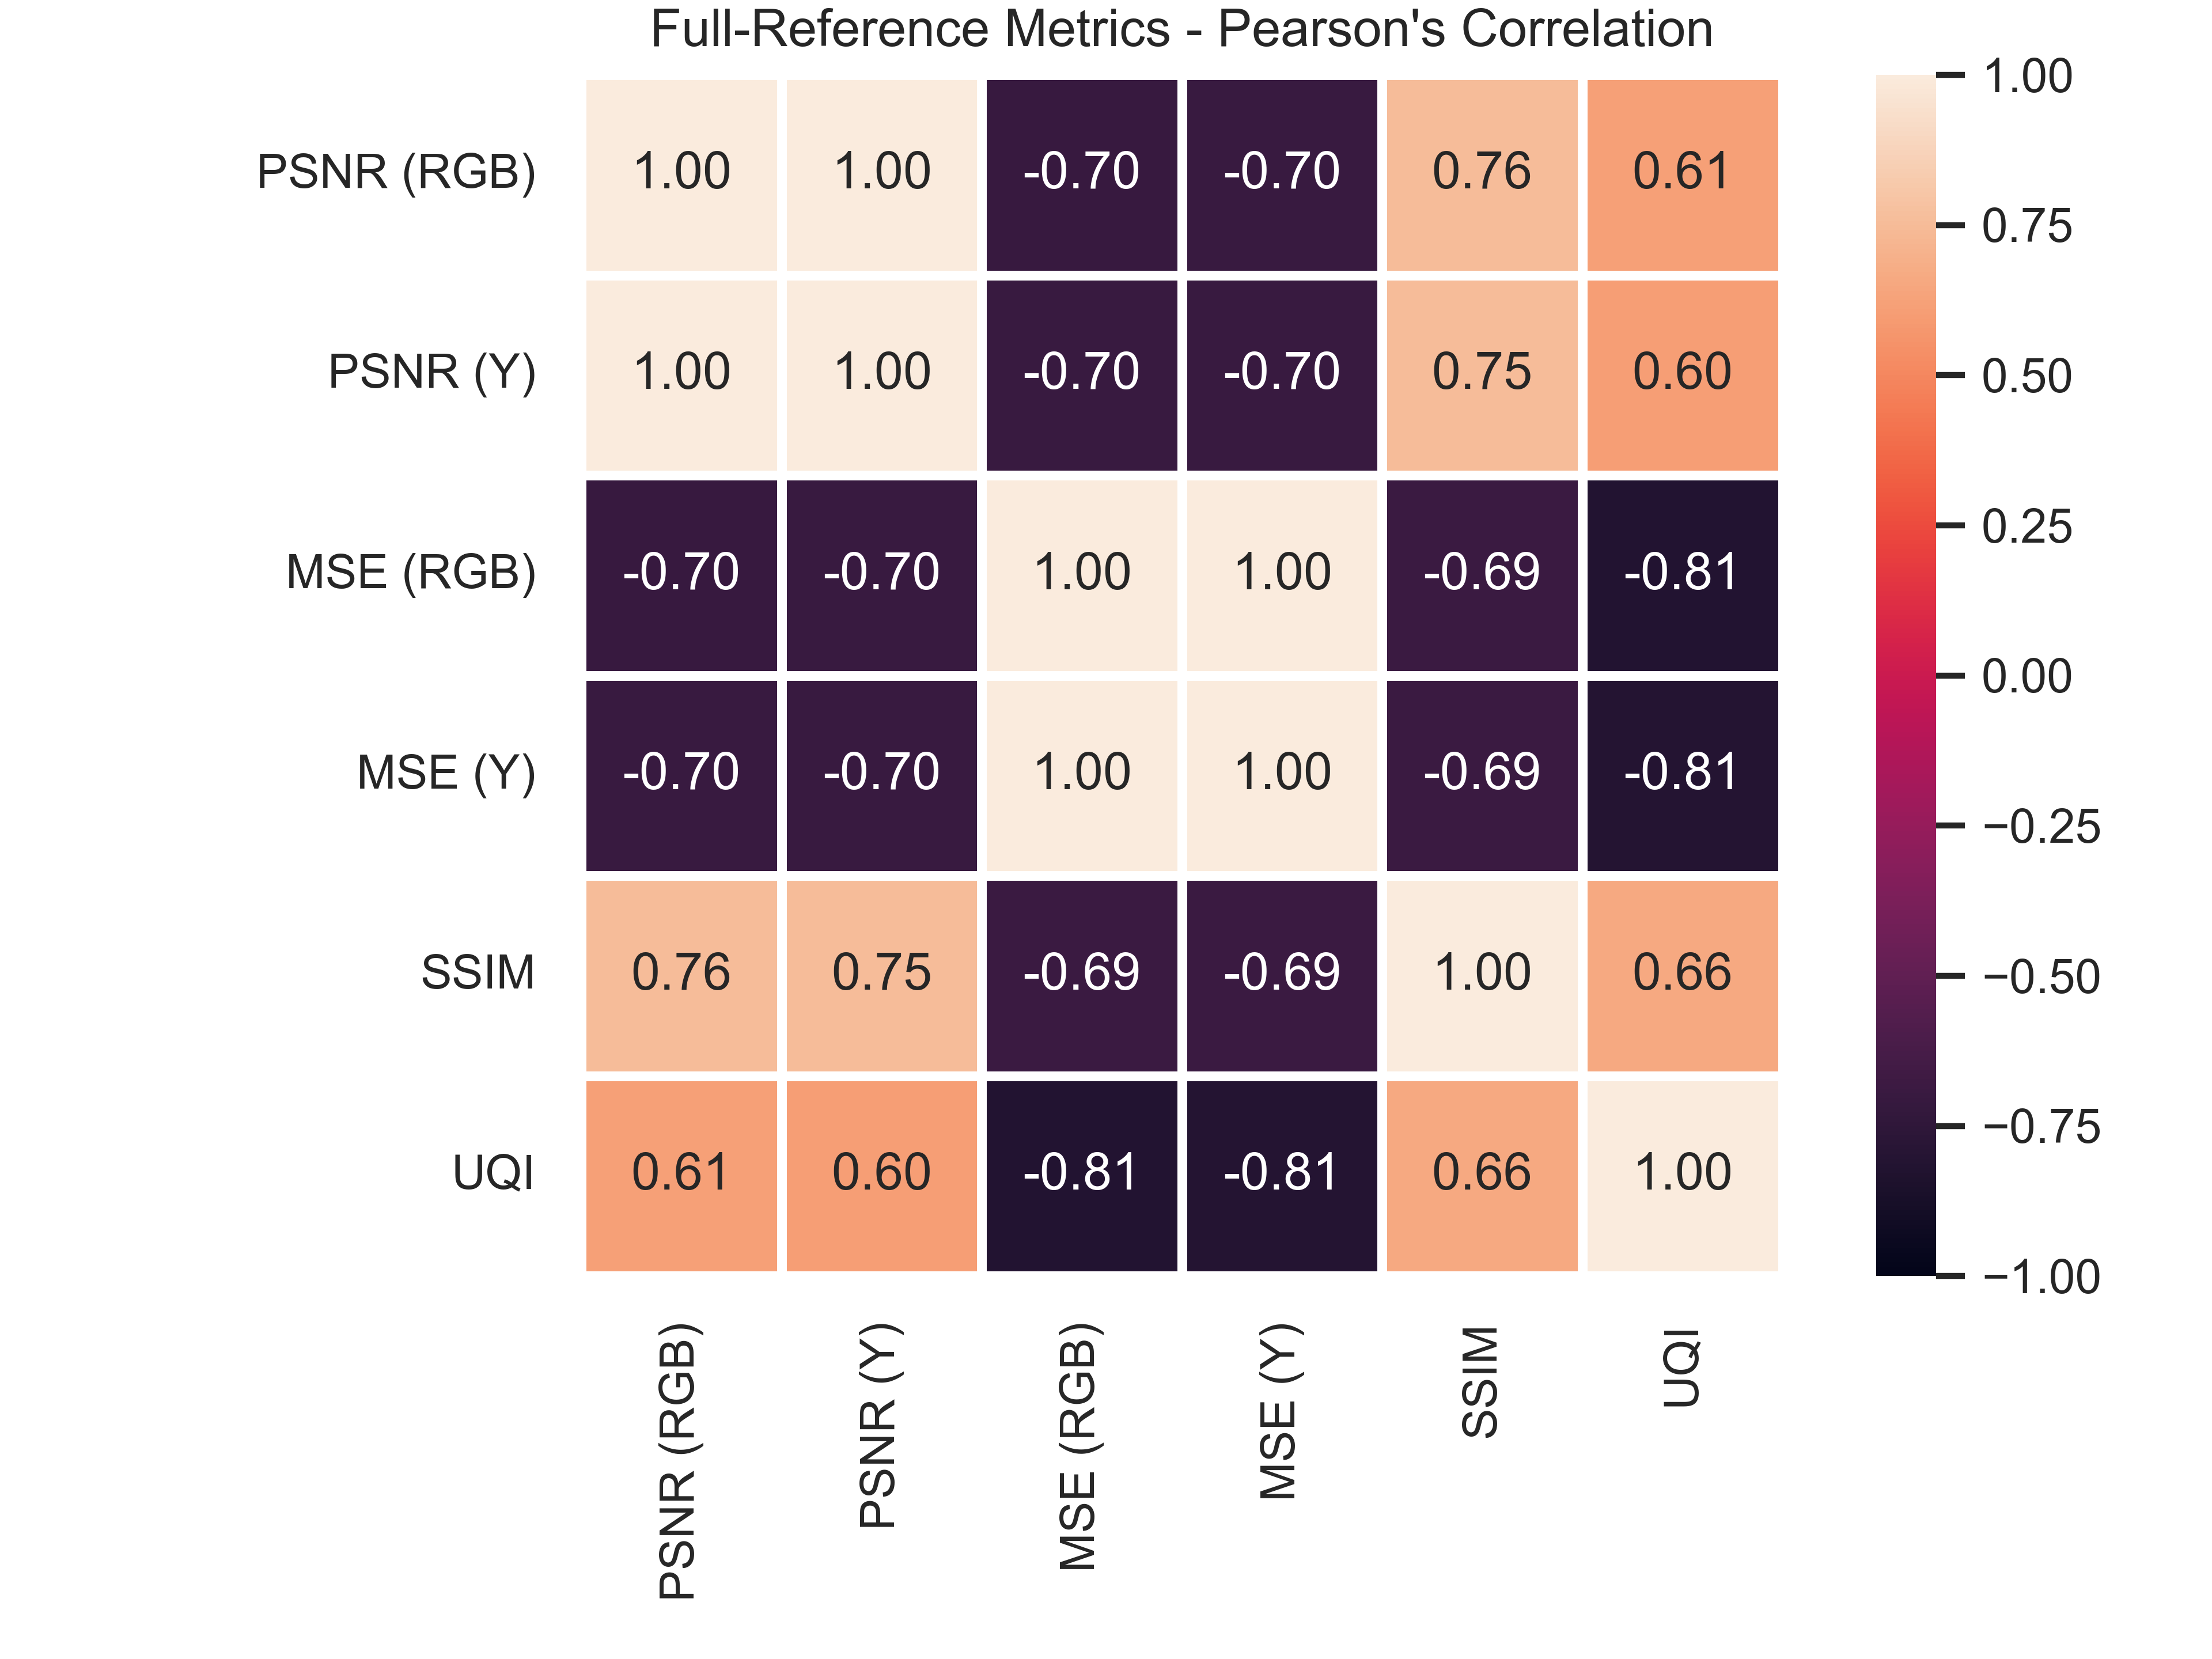 Full-Reference Metrics - Pearson's Correlation
PSNR (RGB) 1.00 1.00 -0.70 -0.70 0.76 0.61
PSNR (Y) 1.00 1.00 -0.70 -0.70 0.75 0.60
MSE (RGB) -0.70 -0.70 1.00 1.00 -0.69 -0.81
MSE (Y) -0.70 -0.70 1.00 1.00 -0.69 -0.81
SSIM 0.76 0.75 -0.69 -0.69 1.00 0.66
UQI 0.61 0.60 -0.81 -0.81 0.66 1.00
PSNR (RGB)
PSNR (Y)
MSE (RGB)
MSE (Y)
SSIM
UQI
1.00
0.75
0.50
0.25
0.00
−0.25
−0.50
−0.75
−1.00